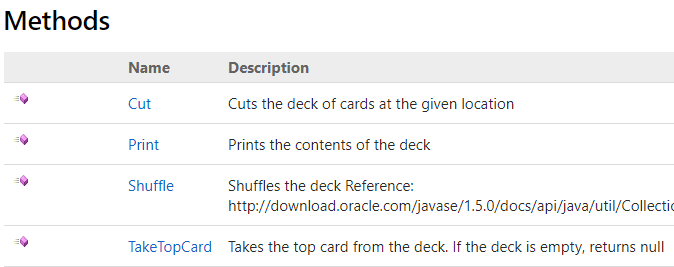 Methods
Name Description
Cut Cuts the deck of cards at the given location
Print Prints the contents of the deck
Shuffle Shuffles the deck Reference:
http://download.oracle.com/javase/1.5.0/docs/api/java/util/Collectio
TakeTopCard Takes the top card from the deck. If the deck is empty, returns null